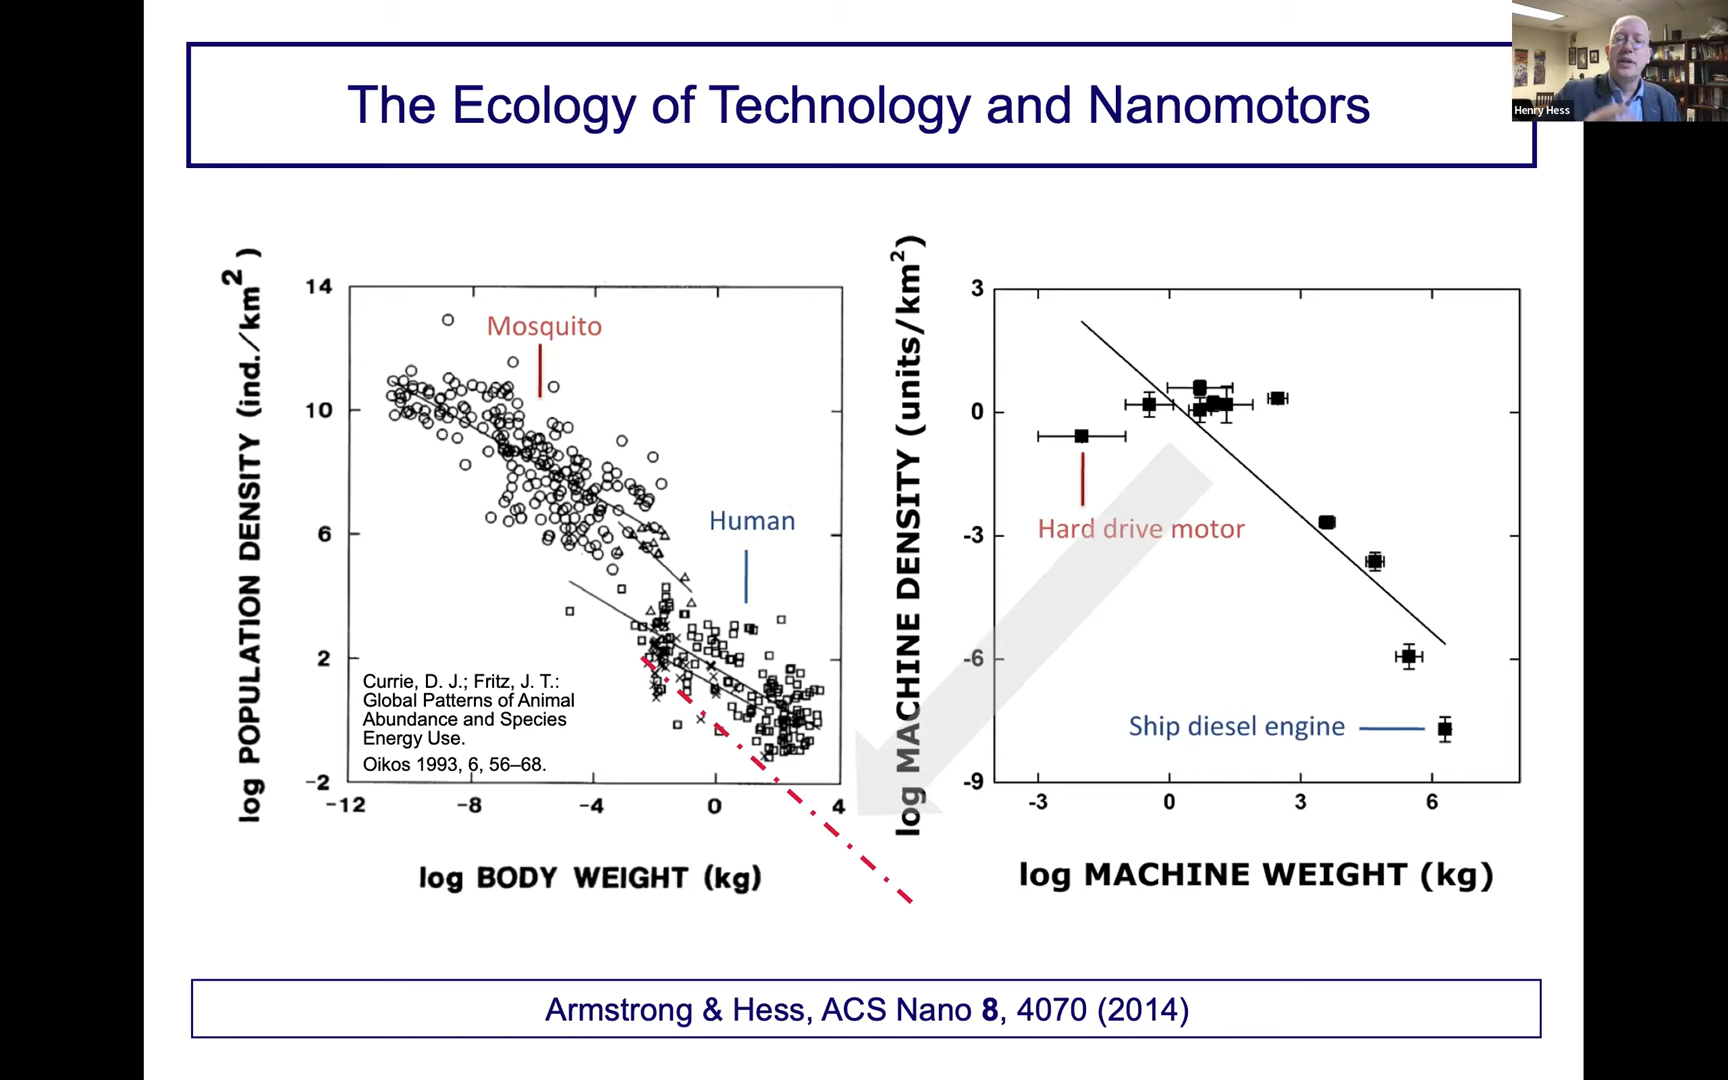 The Ecology of Technology and Nanomotors
Henry Hess
log POPULATION DENSITY (ind./km2)
14
10
6
2
−2
Mosquito
Human
Currie, D. J.; Fritz, J. T.:
Global Patterns of Animal
Abundance and Species
Energy Use.
Oikos 1993, 6, 56–68.
−12
−8
−4
0
4
log BODY WEIGHT (kg)
log MACHINE DENSITY (units/km2)
3
0
-3
-6
-9
Hard drive motor
Ship diesel engine
-3
0
3
6
log MACHINE WEIGHT (kg)
Armstrong & Hess, ACS Nano 8, 4070 (2014)